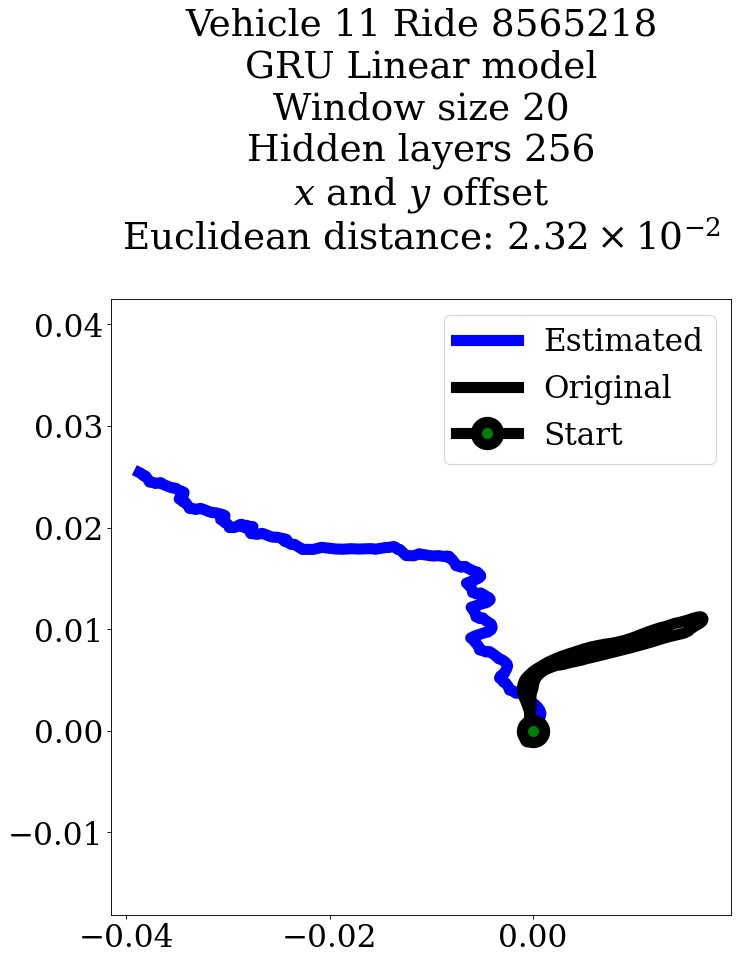 Vehicle 11 Ride 8565218
GRU Linear model
Window size 20
Hidden layers 256
x and y offset
Euclidean distance: 2.32 × 10⁻²
Estimated
Original
Start
0.04
0.03
0.02
0.01
0.00
−0.01
−0.04
−0.02
0.00